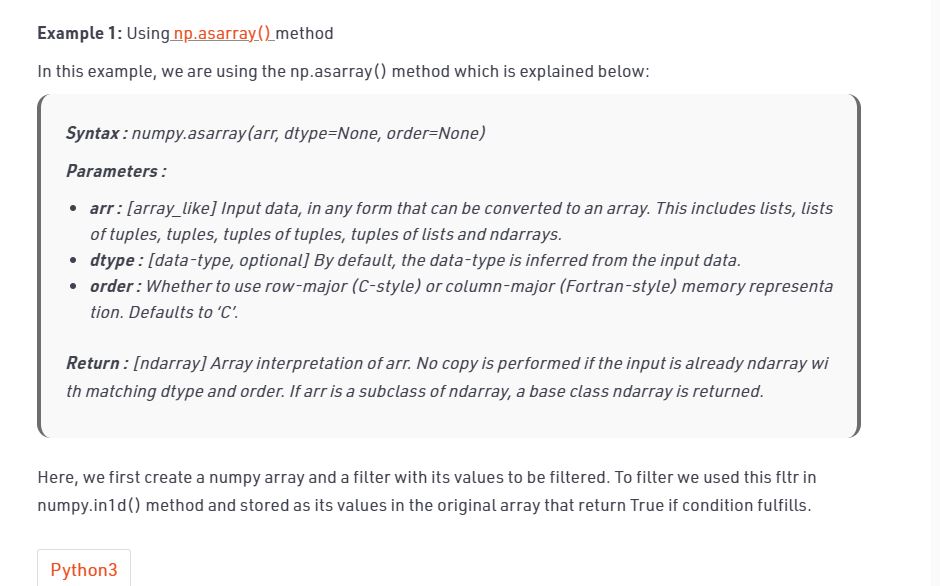 Example 1: Using np.asarray() method
In this example, we are using the np.asarray() method which is explained below:
Syntax : numpy.asarray(arr, dtype=None, order=None)
Parameters :
• arr : [array_like] Input data, in any form that can be converted to an array. This includes lists, lists
of tuples, tuples, tuples of tuples, tuples of lists and ndarrays.
• dtype : [data-type, optional] By default, the data-type is inferred from the input data.
• order : Whether to use row-major (C-style) or column-major (Fortran-style) memory representa
tion. Defaults to ‘C’.
Return : [ndarray] Array interpretation of arr. No copy is performed if the input is already ndarray wi
th matching dtype and order. If arr is a subclass of ndarray, a base class ndarray is returned.
Here, we first create a numpy array and a filter with its values to be filtered. To filter we used this fltr in
numpy.in1d() method and stored as its values in the original array that return True if condition fulfills.
Python3